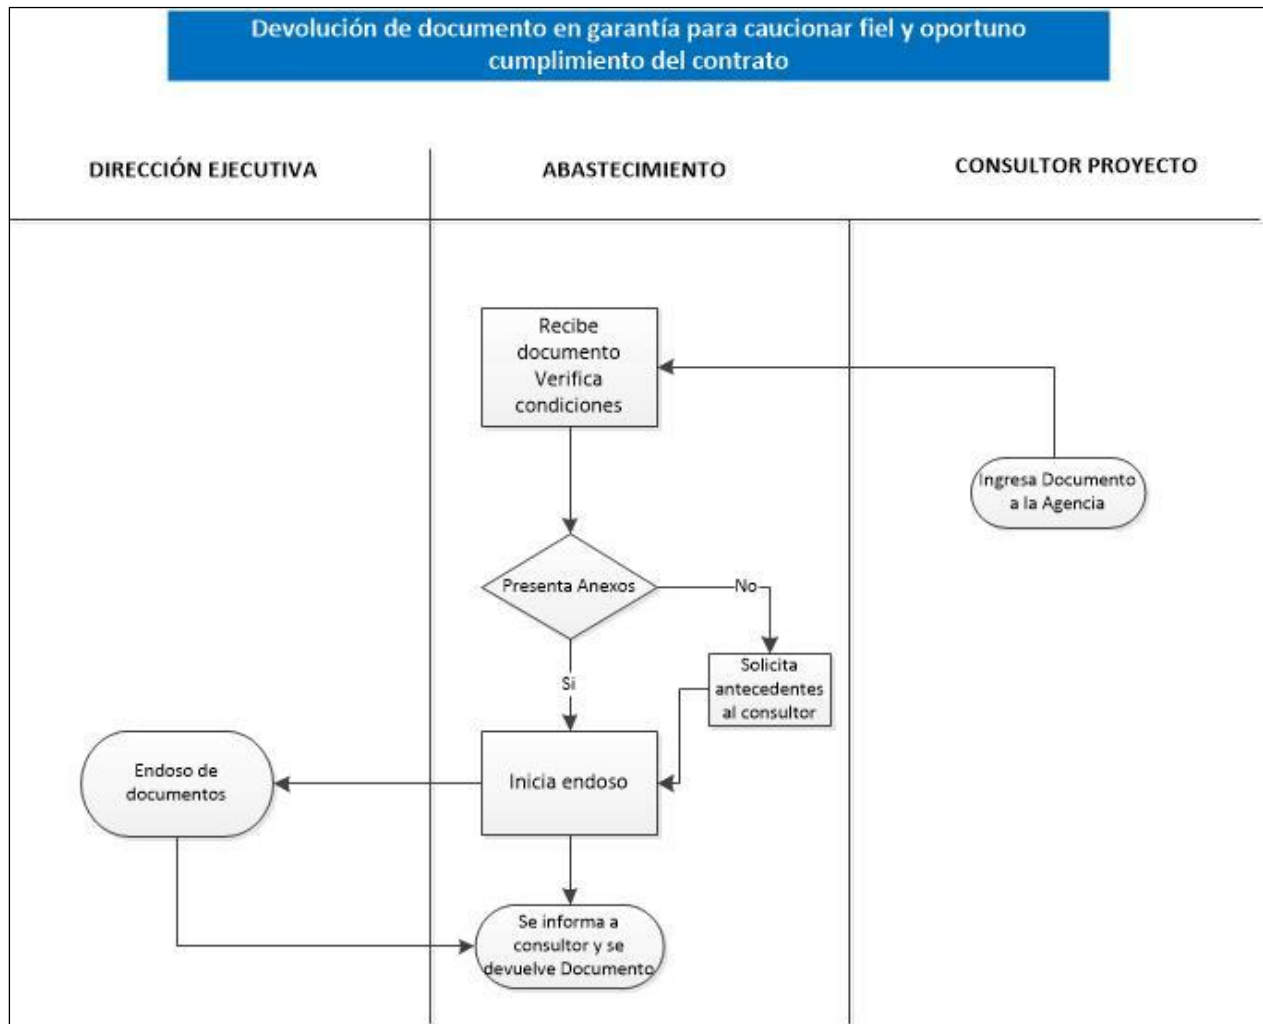 Devolución de documento en garantía para caucionar fiel y oportuno
cumplimiento del contrato
DIRECCIÓN EJECUTIVA
ABASTECIMIENTO
CONSULTOR PROYECTO
Recibe
documento
Verifica
condiciones
Ingresa Documento
a la Agencia
Presenta Anexos
No
Solicita
antecedentes
al consultor
Si
Inicia endoso
Endoso de
documentos
Se informa a
consultor y se
devuelve Documento